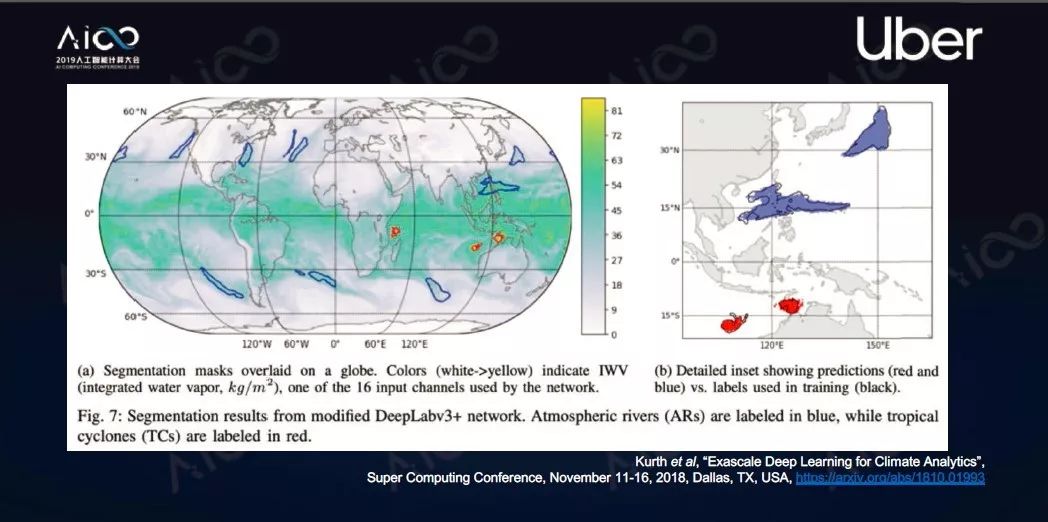 AiCC
2019人工智能计算大会
AI COMPUTING CONFERENCE 2019
Uber
60°N
30°N
0°
30°S
60°S
120°W 60°W 0° 60°E 120°E
81
72
63
54
45
36
27
18
9
0
30°N
15°N
0°
15°S
120°E 150°E
(a) Segmentation masks overlaid on a globe. Colors (white->yellow) indicate IWV
(integrated water vapor, kg/m²), one of the 16 input channels used by the network.
(b) Detailed inset showing predictions (red and
blue) vs. labels used in training (black).
Fig. 7: Segmentation results from modified DeepLabv3+ network. Atmospheric rivers (ARs) are labeled in blue, while tropical
cyclones (TCs) are labeled in red.
Kurth et al, “Exascale Deep Learning for Climate Analytics”,
Super Computing Conference, November 11-16, 2018, Dallas, TX, USA, https://arxiv.org/abs/1810.01993